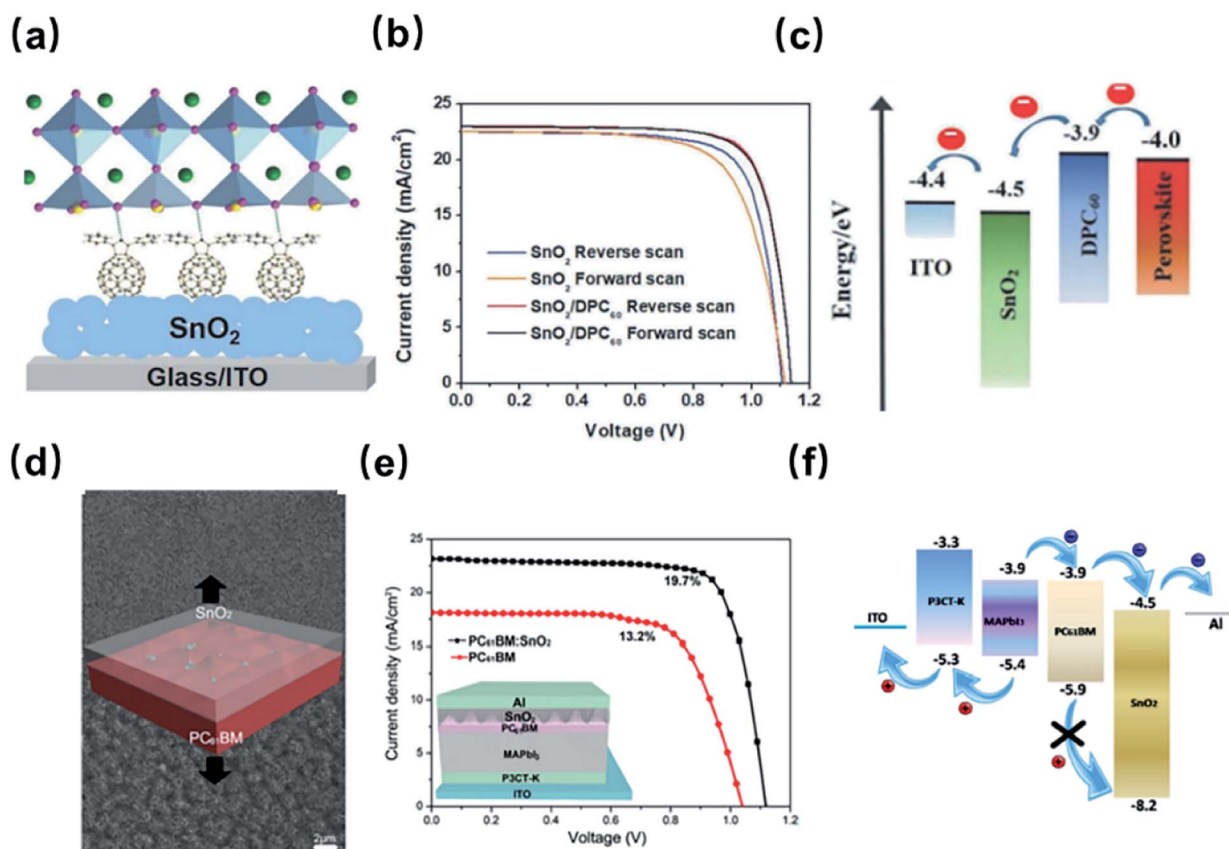 (a)
SnO₂
Glass/ITO
(b)
Current density (mA/cm²)
25
20
15
10
5
0
SnO₂ Reverse scan
SnO₂ Forward scan
SnO₂/DPC₆₀ Reverse scan
SnO₂/DPC₆₀ Forward scan
0.0 0.2 0.4 0.6 0.8 1.0 1.2
Voltage (V)
(c)
Energy/eV
-4.4
ITO
-4.5
SnO₂
-3.9
DPC₆₀
-4.0
Perovskite
(d)
SnO₂
PC₆₁BM
2μm
(e)
Current density (mA/cm²)
25
20
15
10
5
0
19.7%
13.2%
PC₆₁BM:SnO₂
PC₆₁BM
Al
SnO₂
PC₆₁BM
MAPbI₃
P3CT-K
ITO
0.0 0.2 0.4 0.6 0.8 1.0 1.2
Voltage (V)
(f)
ITO
-3.3
P3CT-K
-5.3
-3.9
MAPbI₃
-5.4
-3.9
PC₆₁BM
-5.9
-4.5
SnO₂
-8.2
Al